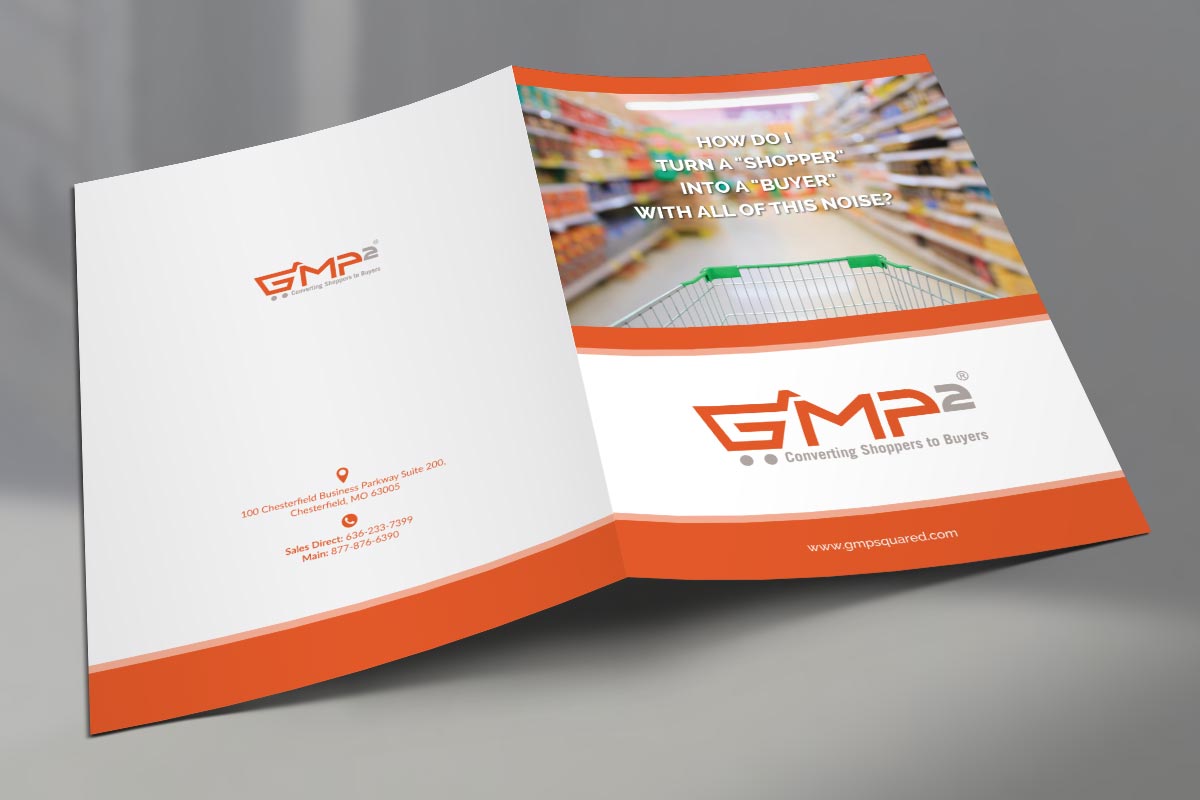 GMP2®
Converting Shoppers to Buyers
100 Chesterfield Business Parkway Suite 200,
Chesterfield, MO 63005
Sales Direct: 636-233-7399
Main: 877-876-6390
HOW DO I
TURN A "SHOPPER"
INTO A "BUYER"
WITH ALL OF THIS NOISE?
GMP2®
Converting Shoppers to Buyers
www.gmpsquared.com